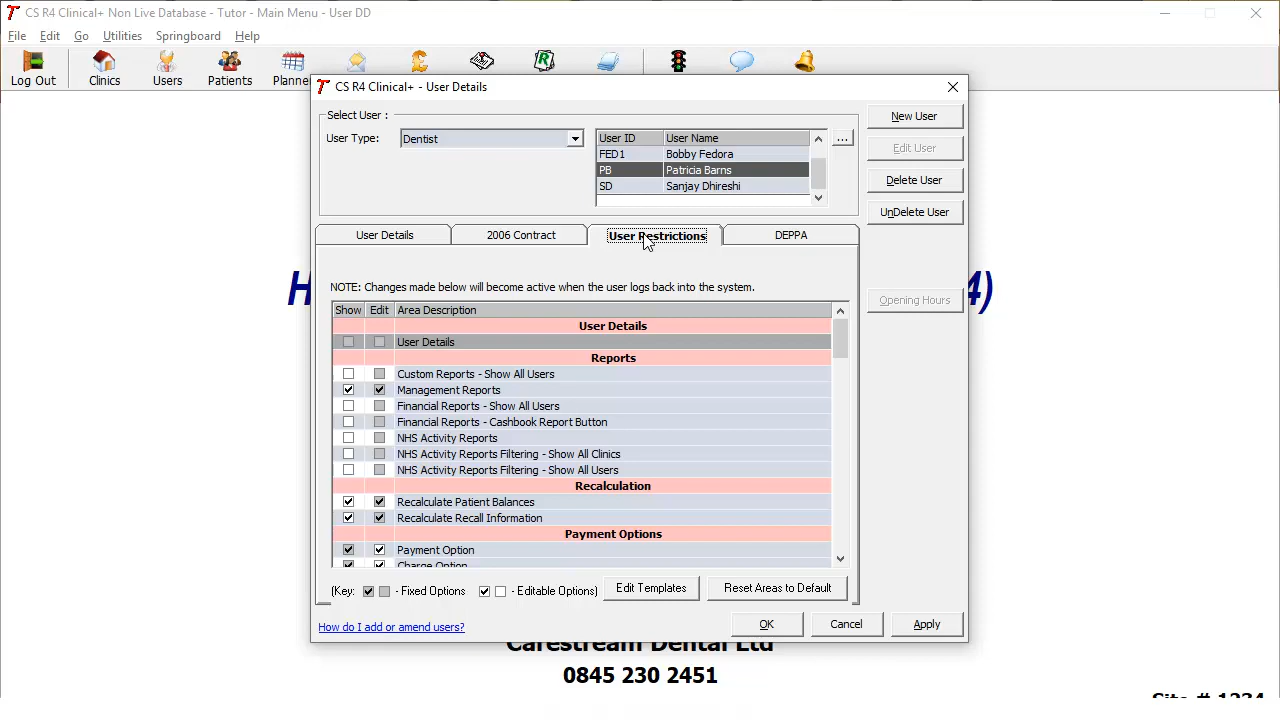 CS R4 Clinical+ Non Live Database - Tutor - Main Menu - User DD
File Edit Go Utilities Springboard Help
Log Out Clinics Users Patients Planne
CS R4 Clinical+ - User Details
Select User :
User Type: Dentist
User ID User Name
FED1 Bobby Fedora
PB Patricia Barns
SD Sanjay Dhireshi
...
New User
Edit User
Delete User
UnDelete User
Opening Hours
User Details 2006 Contract User Restrictions DEPPA
NOTE: Changes made below will become active when the user logs back into the system.
Show Edit Area Description
User Details
User Details
Reports
Custom Reports - Show All Users
Management Reports
Financial Reports - Show All Users
Financial Reports - Cashbook Report Button
NHS Activity Reports
NHS Activity Reports Filtering - Show All Clinics
NHS Activity Reports Filtering - Show All Users
Recalculation
Recalculate Patient Balances
Recalculate Recall Information
Payment Options
Payment Option
Charge Option
(Key: - Fixed Options - Editable Options) Edit Templates Reset Areas to Default
How do I add or amend users? OK Cancel Apply
H 4)
Carestream Dental Ltd
0845 230 2451
Site # 1234